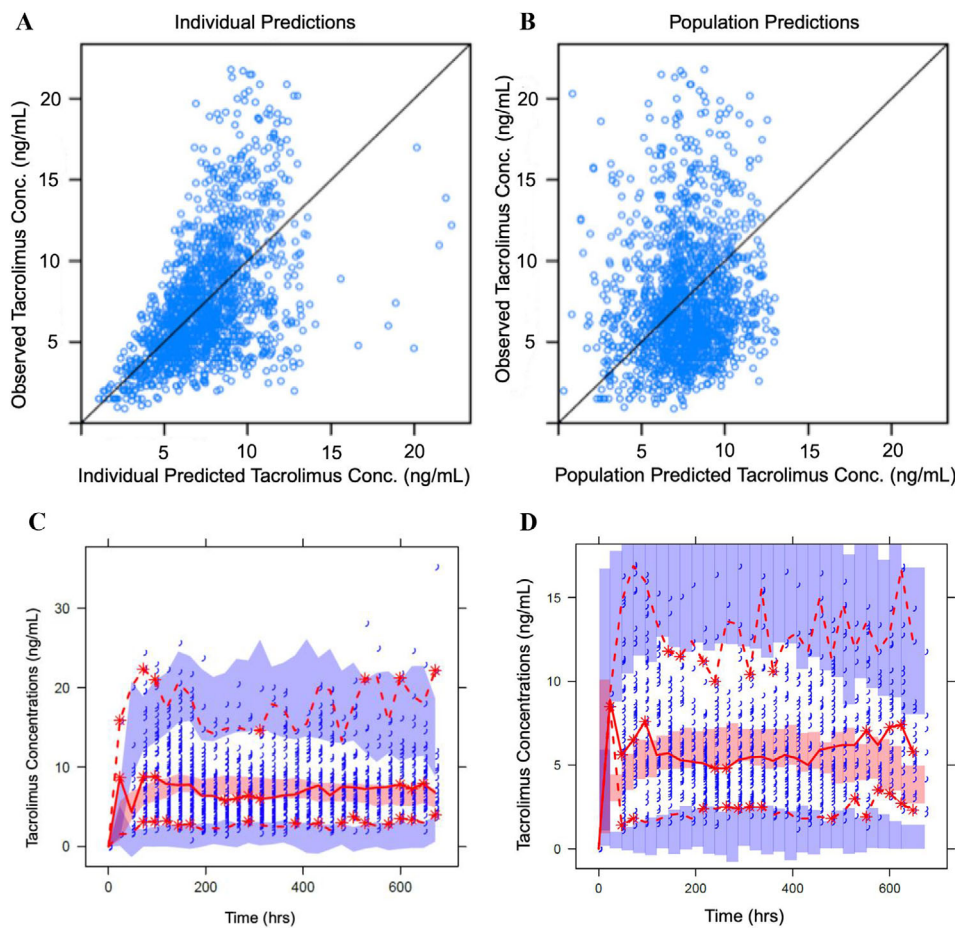 A
Individual Predictions
Observed Tacrolimus Conc. (ng/mL)
20
15
10
5
5
10
15
20
Individual Predicted Tacrolimus Conc. (ng/mL)
B
Population Predictions
Observed Tacrolimus Conc. (ng/mL)
20
15
10
5
5
10
15
20
Population Predicted Tacrolimus Conc. (ng/mL)
C
Tacrolimus Concentrations (ng/mL)
30
20
10
0
0
200
400
600
Time (hrs)
D
Tacrolimus Concentrations (ng/mL)
15
10
5
0
0
200
400
600
Time (hrs)